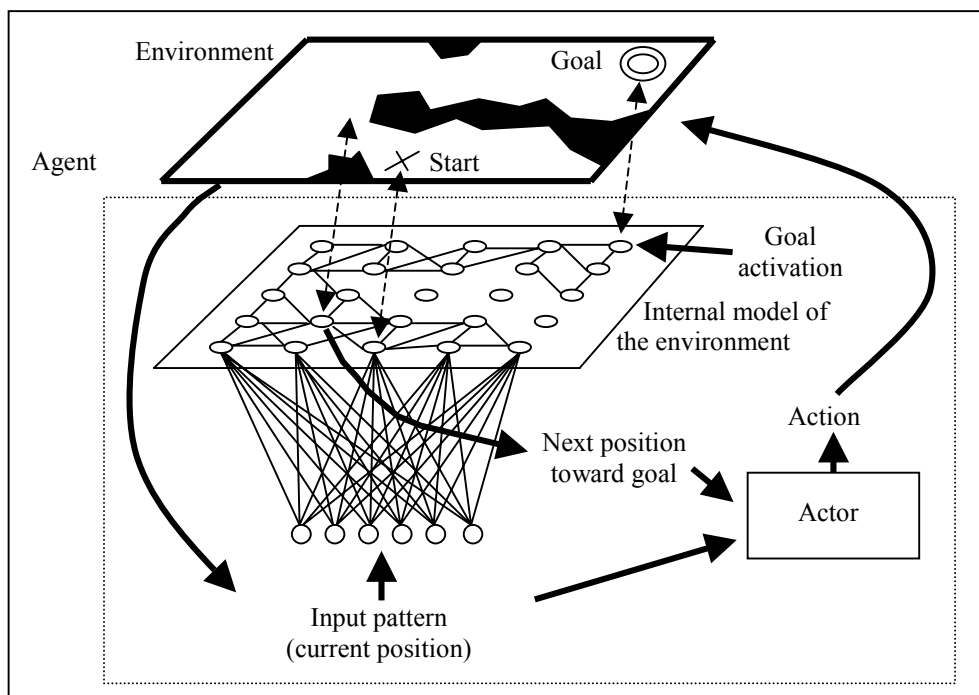 Environment
Goal
Agent
Start
Goal
activation
Internal model of
the environment
Action
Next position
toward goal
Actor
Input pattern
(current position)